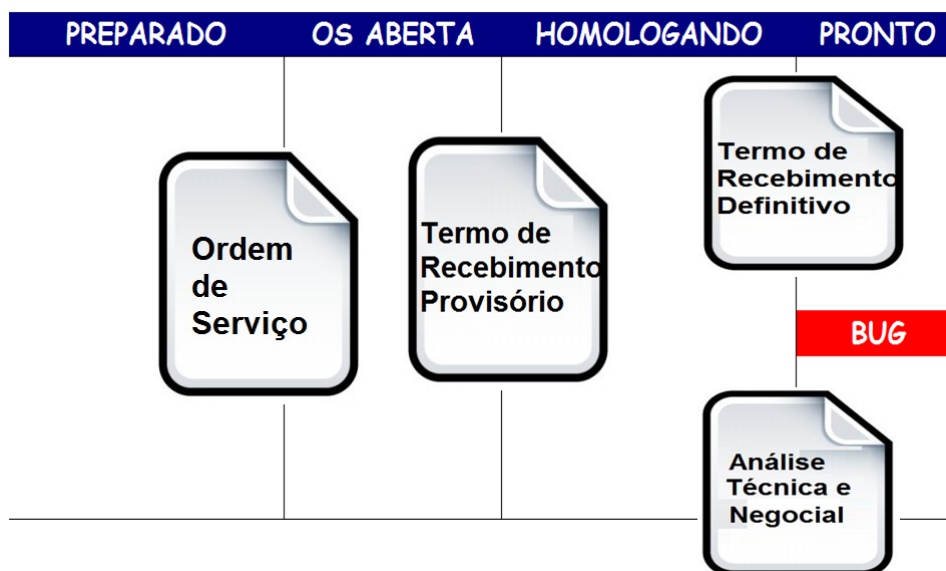 PREPARADO
OS ABERTA
HOMOLOGANDO
PRONTO
Ordem
de
Serviço
Termo de
Recebimento
Provisório
Termo de
Recebimento
Definitivo
BUG
Análise
Técnica e
Negocial